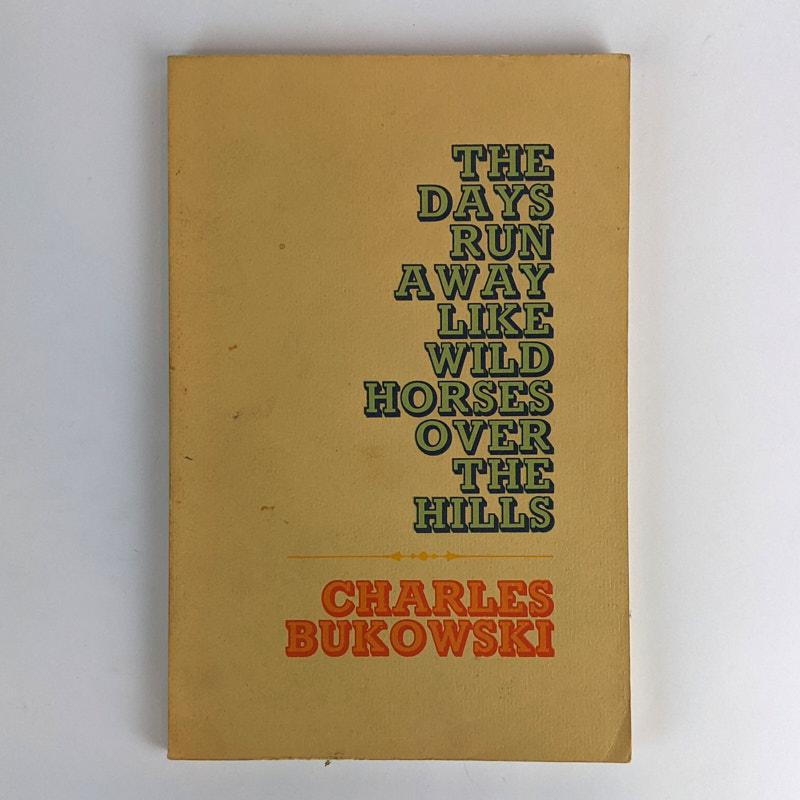 THE
DAYS
RUN
AWAY
LIKE
WILD
HORSES
OVER
THE
HILLS
CHARLES
BUKOWSKI